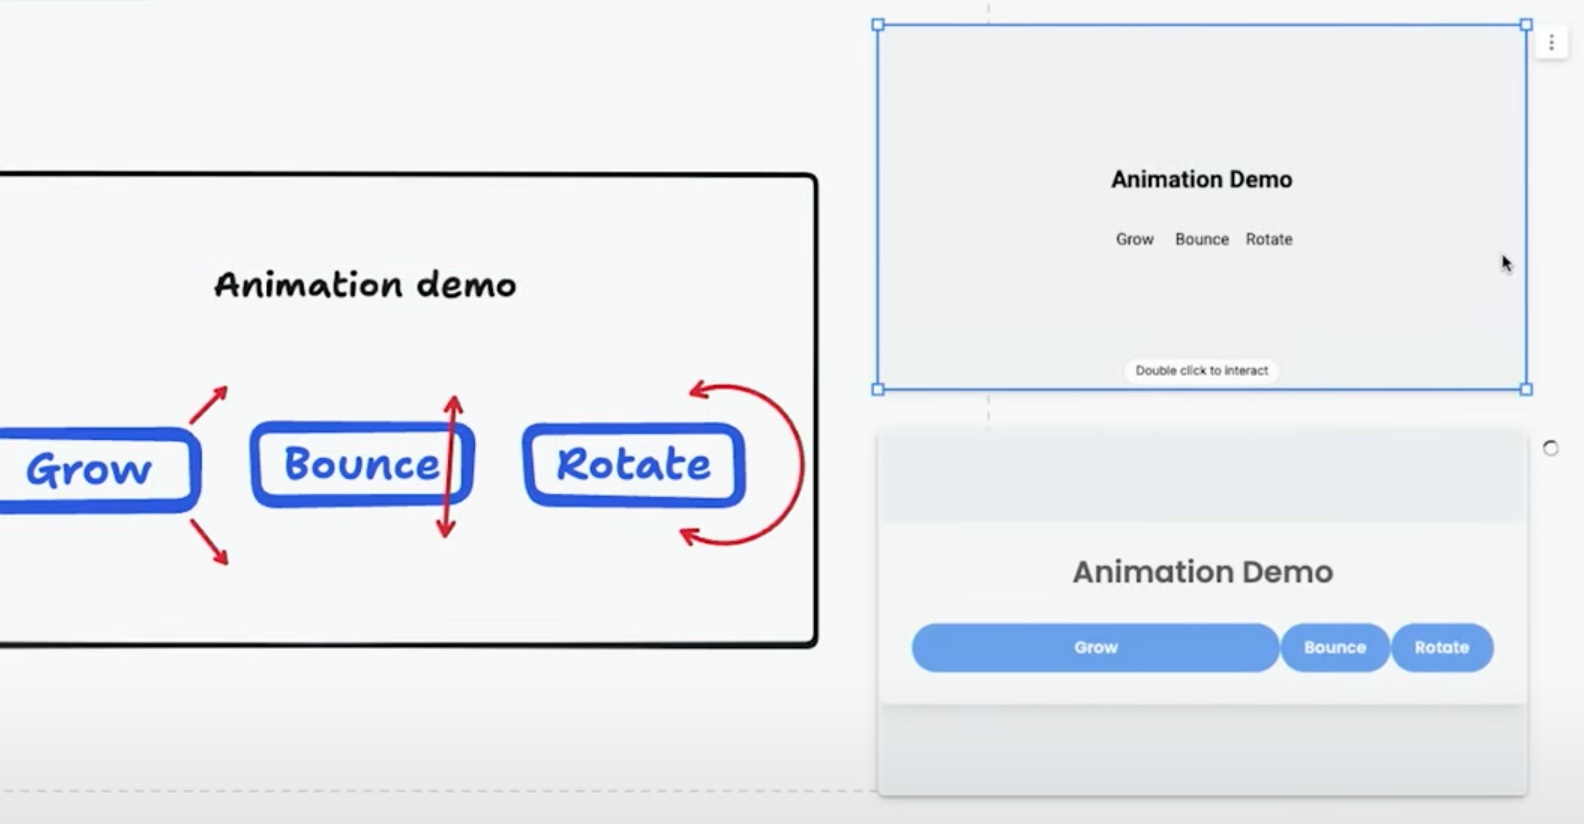 Animation demo
Grow Bounce Rotate
Animation Demo
Grow Bounce Rotate
Double click to interact
Animation Demo
Grow Bounce Rotate